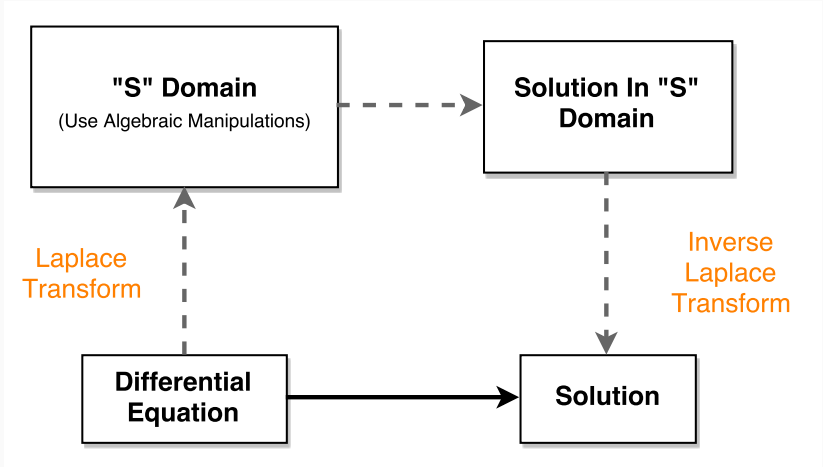 "S" Domain
(Use Algebraic Manipulations)
Solution In "S"
Domain
Laplace
Transform
Inverse
Laplace
Transform
Differential
Equation
Solution